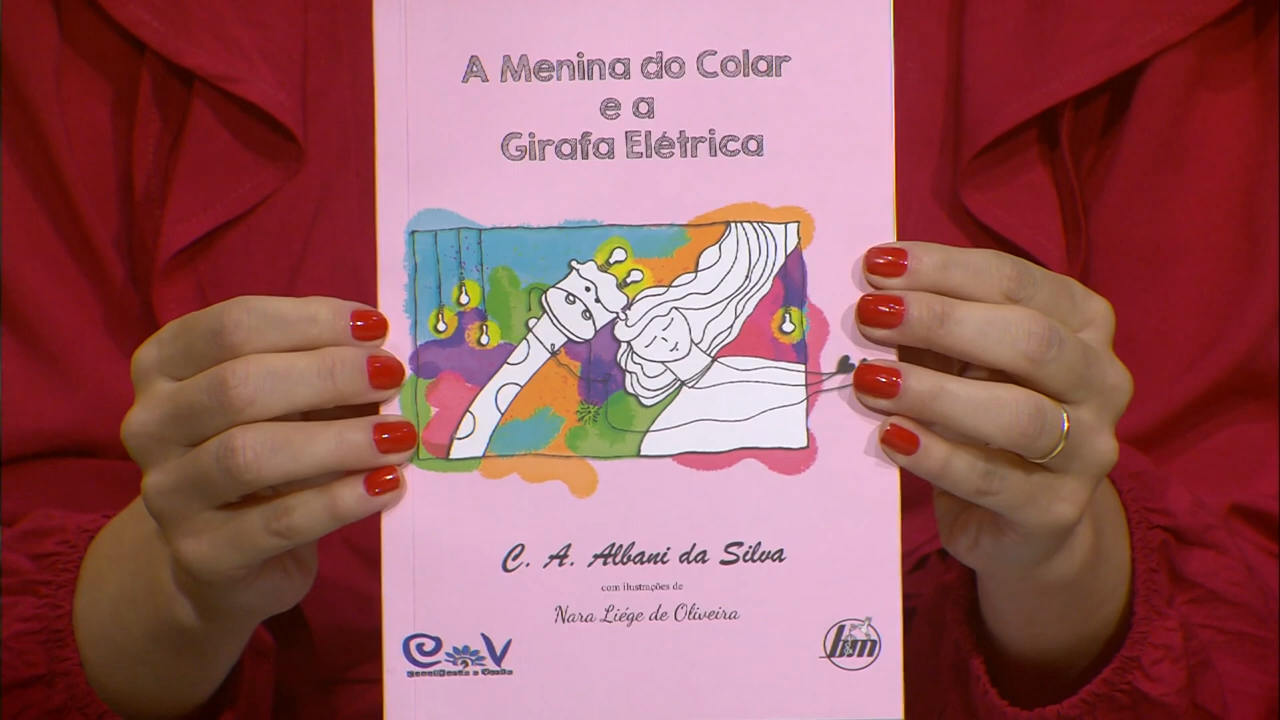 A Menina do Colar
e a
Girafa Elétrica
C. A. Albani da Silva
com ilustrações de
Nara Liége de Oliveira